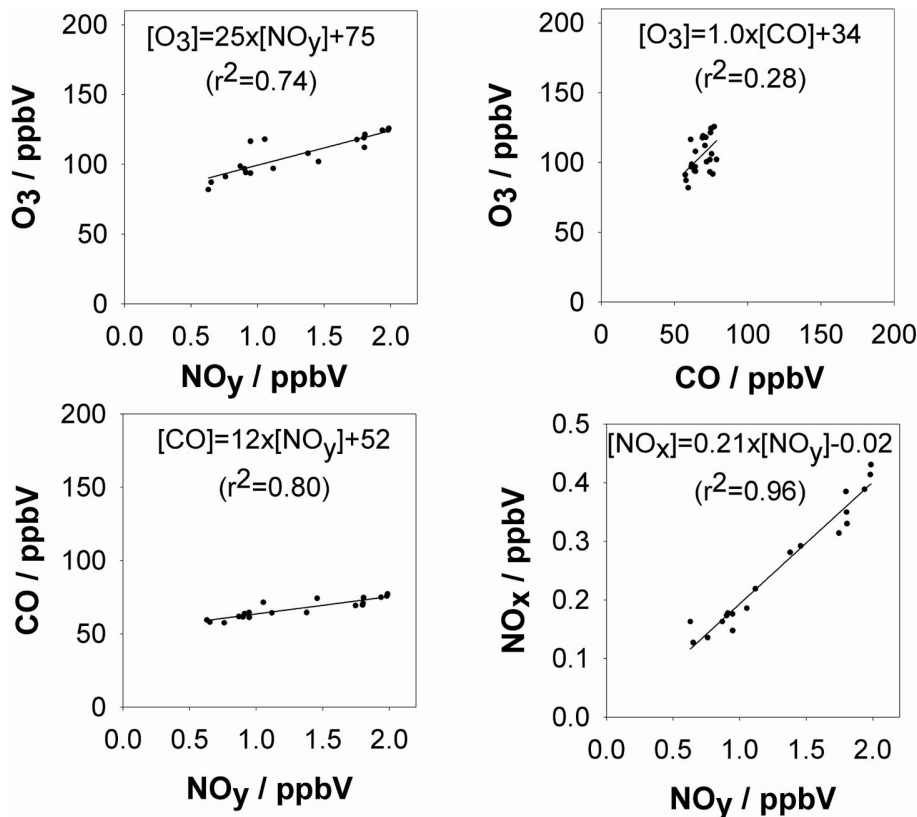 [O3]=25x[NOy]+75
(r2=0.74)
200
150
100
50
0
O3 / ppbV
0.0 0.5 1.0 1.5 2.0
NOy / ppbV
[O3]=1.0x[CO]+34
(r2=0.28)
200
150
100
50
0
O3 / ppbV
0 50 100 150 200
CO / ppbV
[CO]=12x[NOy]+52
(r2=0.80)
200
150
100
50
0
CO / ppbV
0.0 0.5 1.0 1.5 2.0
NOy / ppbV
[NOx]=0.21x[NOy]-0.02
(r2=0.96)
0.5
0.4
0.3
0.2
0.1
0.0
NOx / ppbV
0.0 0.5 1.0 1.5 2.0
NOy / ppbV